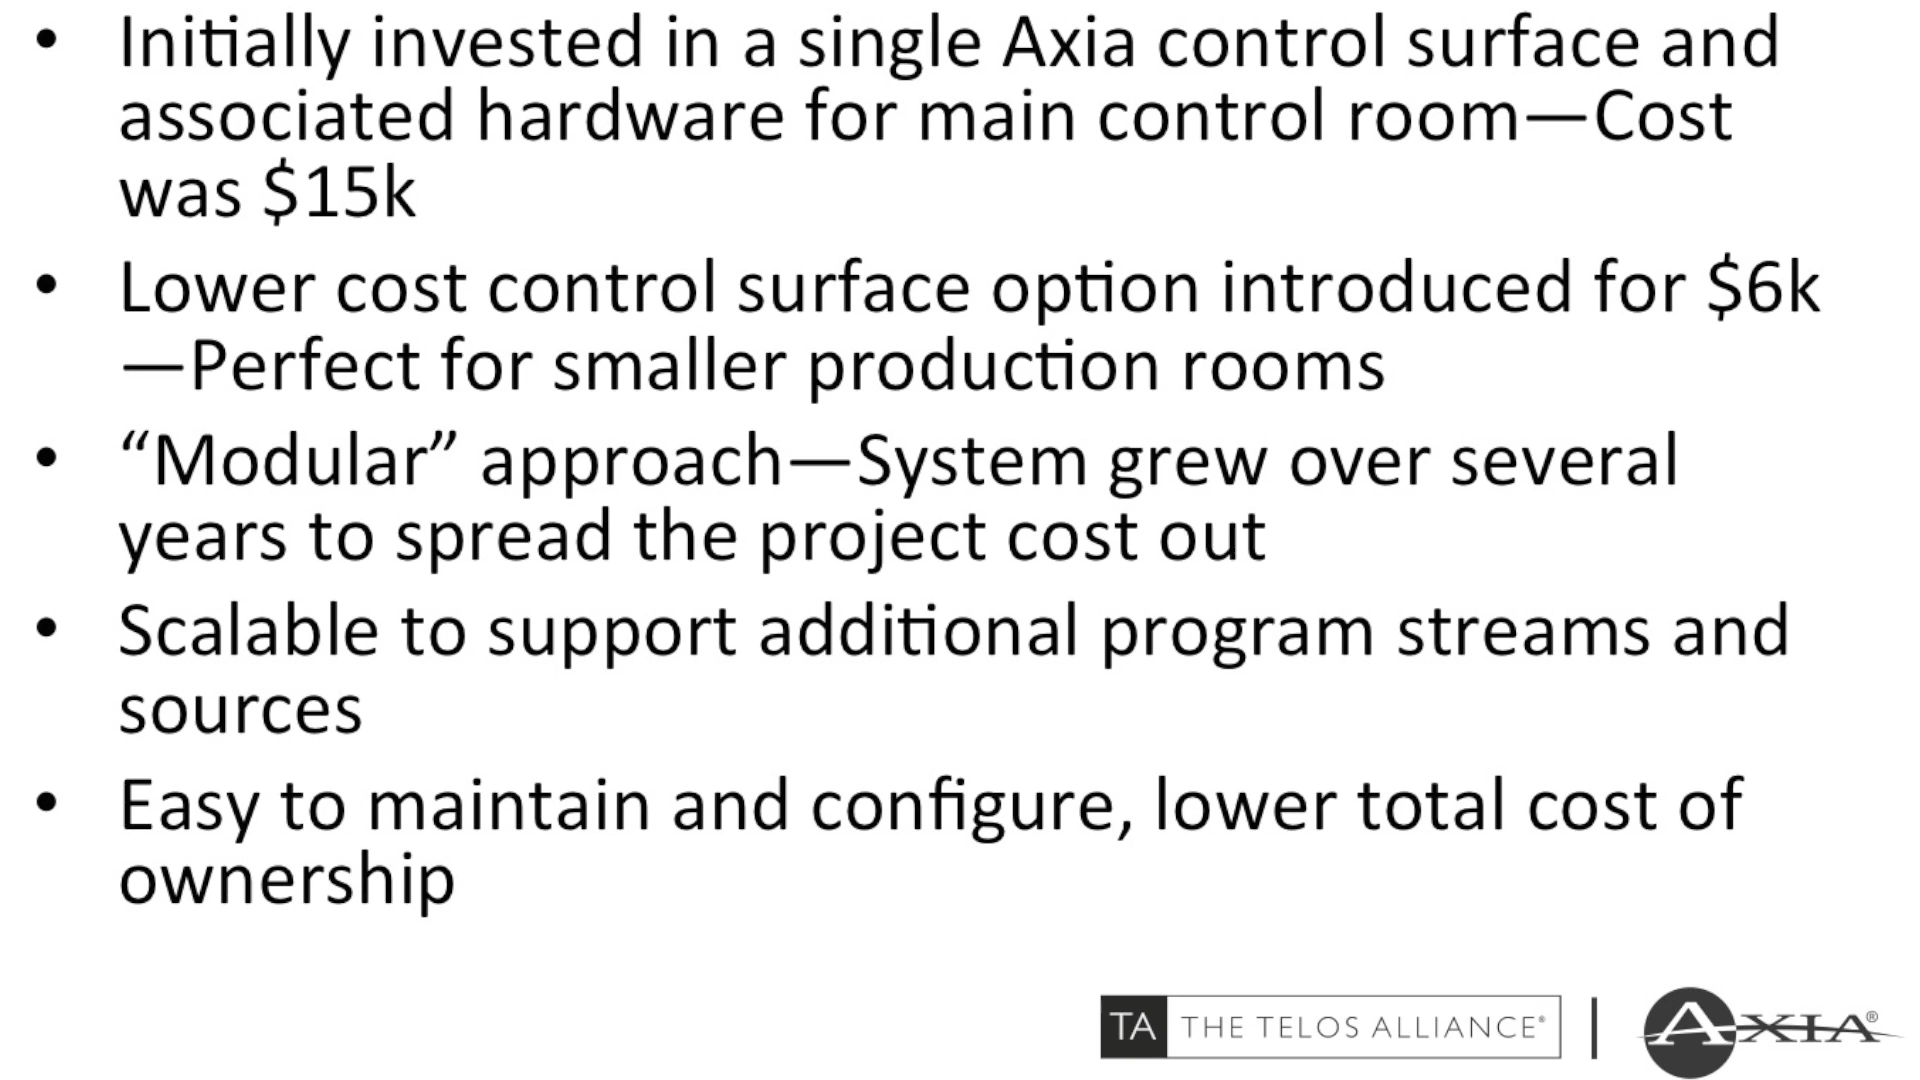 • Initially invested in a single Axia control surface and
associated hardware for main control room—Cost
was $15k
• Lower cost control surface option introduced for $6k
—Perfect for smaller production rooms
• “Modular” approach—System grew over several
years to spread the project cost out
• Scalable to support additional program streams and
sources
• Easy to maintain and configure, lower total cost of
ownership
TA THE TELOS ALLIANCE® | AXIA®